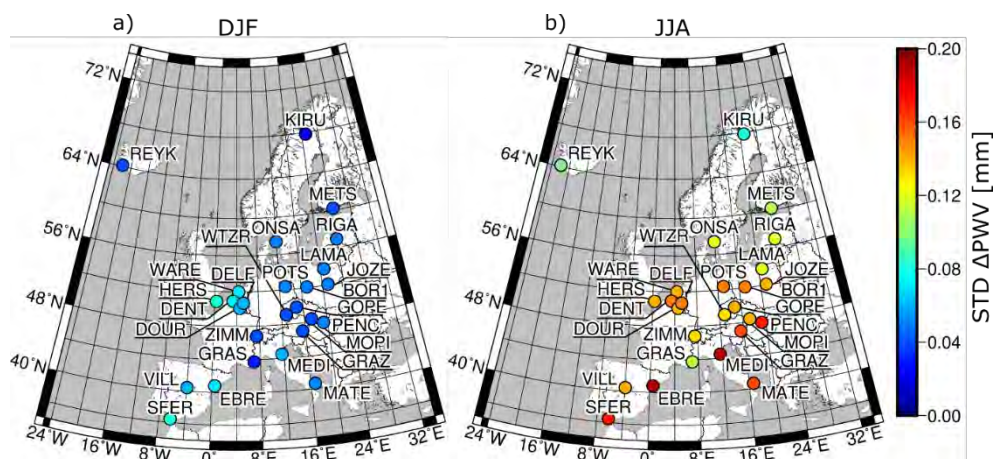 a) DJF
72°N
64°N
56°N
48°N
40°N
24°W 16°W 8°W 0° 8°E 16°E 24°E 32°E
KIRU
REYK
METS
WTZR ONSA RIGA
LAMA
WARE DELF POTS JOZE
HERS BOR1
DENT GOPE
DOUR PENC
ZIMM MOPI
GRAS GRAZ
MEDI
VILL EBRE MATE
SFER
b) JJA
72°N
64°N
56°N
48°N
40°N
24°W 16°W 8°W 0° 8°E 16°E 24°E 32°E
KIRU
REYK
METS
WTZR ONSA RIGA
LAMA
WARE DELF POTS JOZE
HERS BOR1
DENT GOPE
DOUR PENC
ZIMM MOPI
GRAS GRAZ
MEDI
VILL EBRE MATE
SFER
0.20
0.16
0.12
0.08
0.04
0.00
STD ΔPWV [mm]